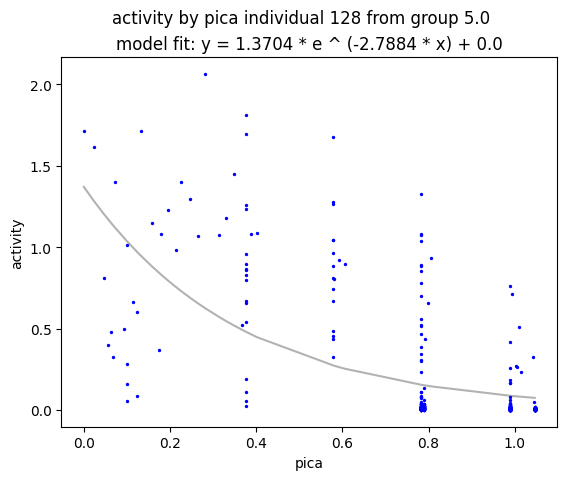 activity by pica individual 128 from group 5.0
model fit: y = 1.3704 * e ^ (-2.7884 * x) + 0.0
2.0
1.5
1.0
0.5
0.0
activity
0.0 0.2 0.4 0.6 0.8 1.0
pica